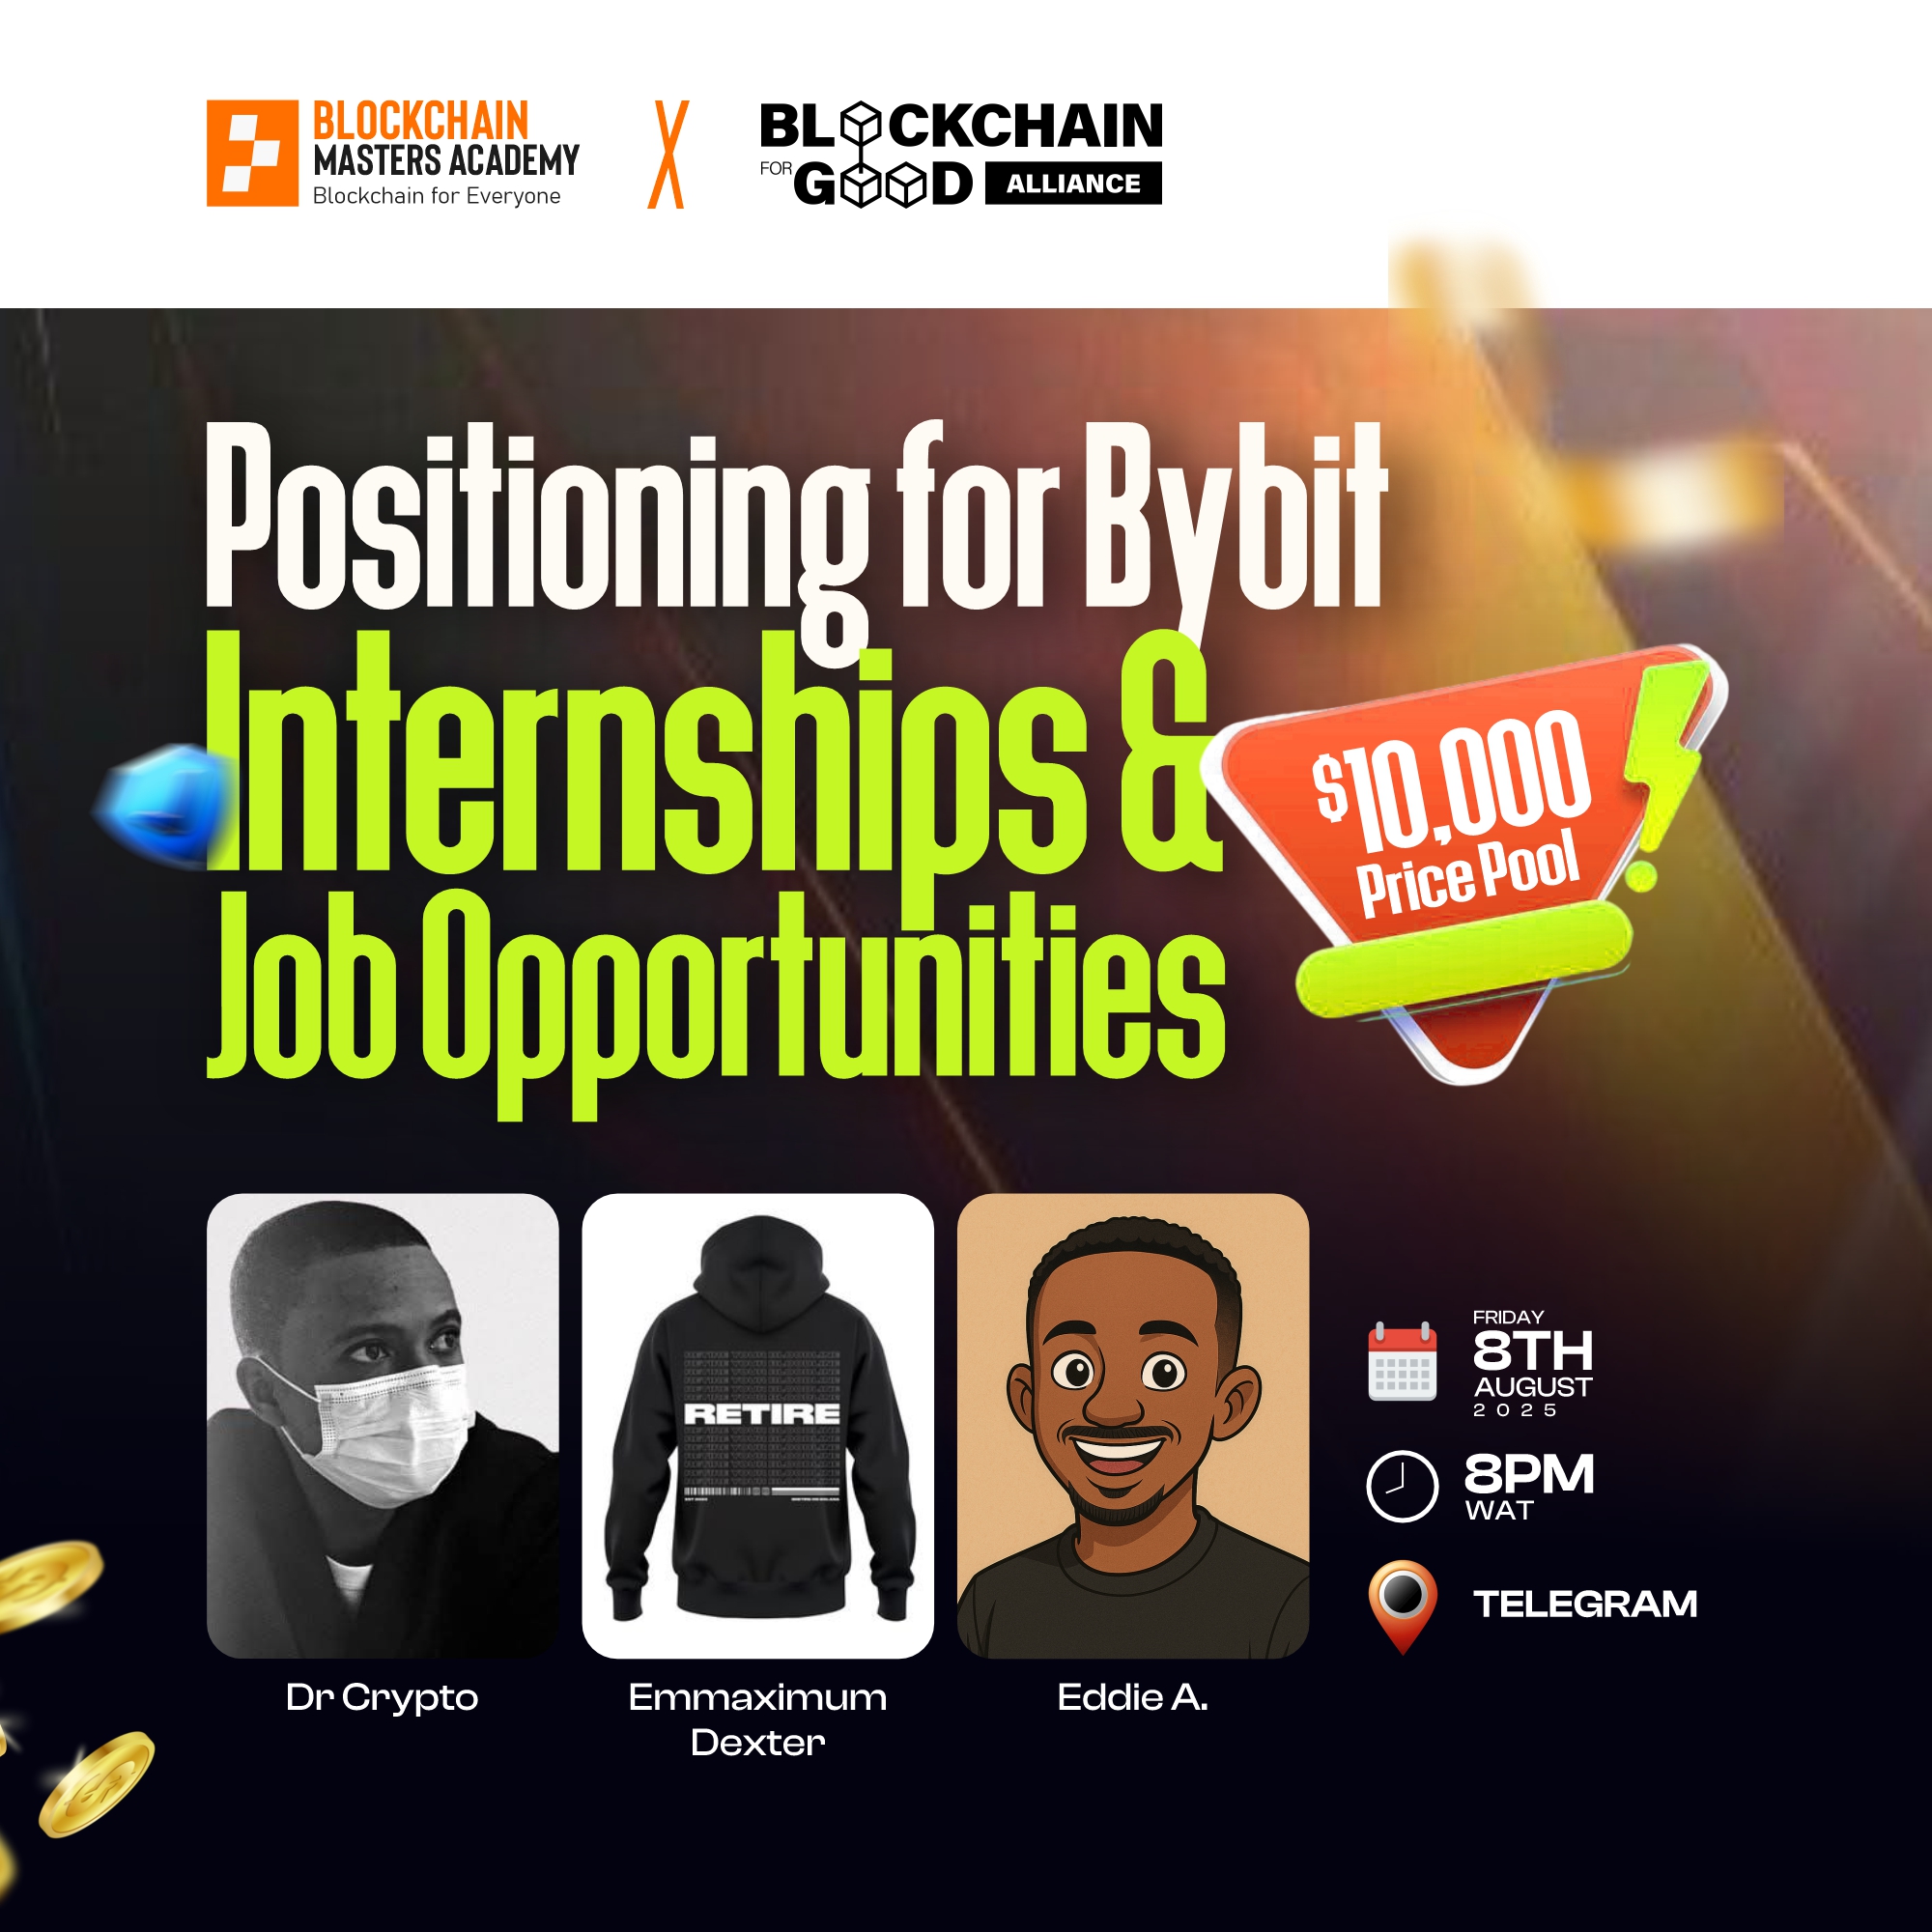 BLOCKCHAIN
MASTERS ACADEMY
Blockchain for Everyone
X
BLOCKCHAIN
FOR GOOD ALLIANCE
Positioning for Bybit
Internships &
Job Opportunities
$10,000
Price Pool
RETIRE
Dr Crypto
Emmaximum
Dexter
Eddie A.
FRIDAY
8TH
AUGUST
2025
8PM
WAT
TELEGRAM